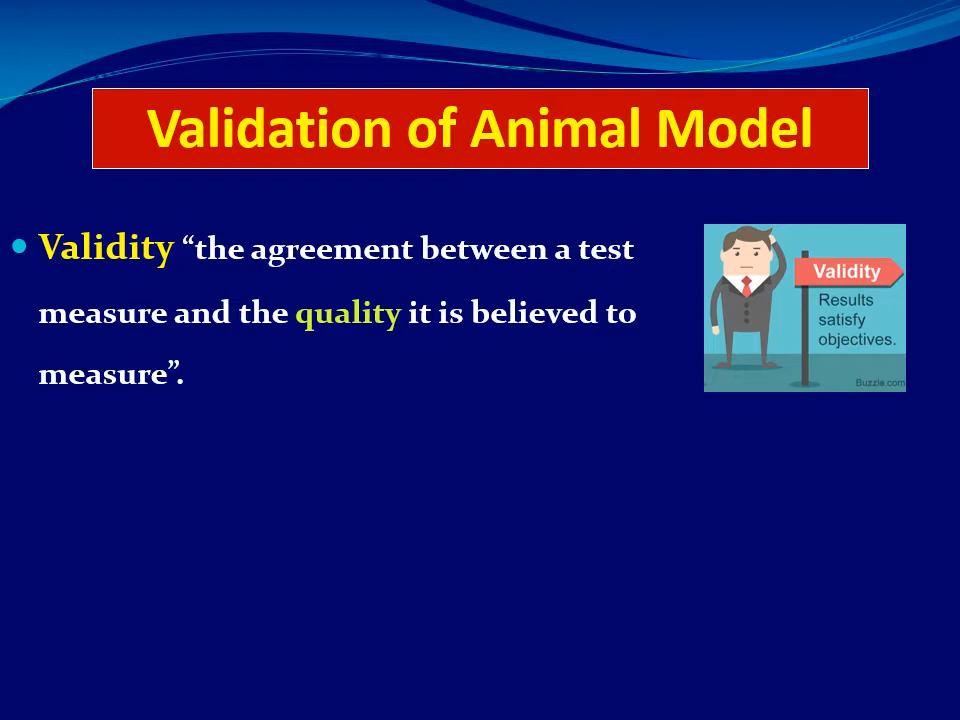 Validation of Animal Model
Validity “the agreement between a test
measure and the quality it is believed to
measure”.
Validity
Results
satisfy
objectives.
Buzzle.com